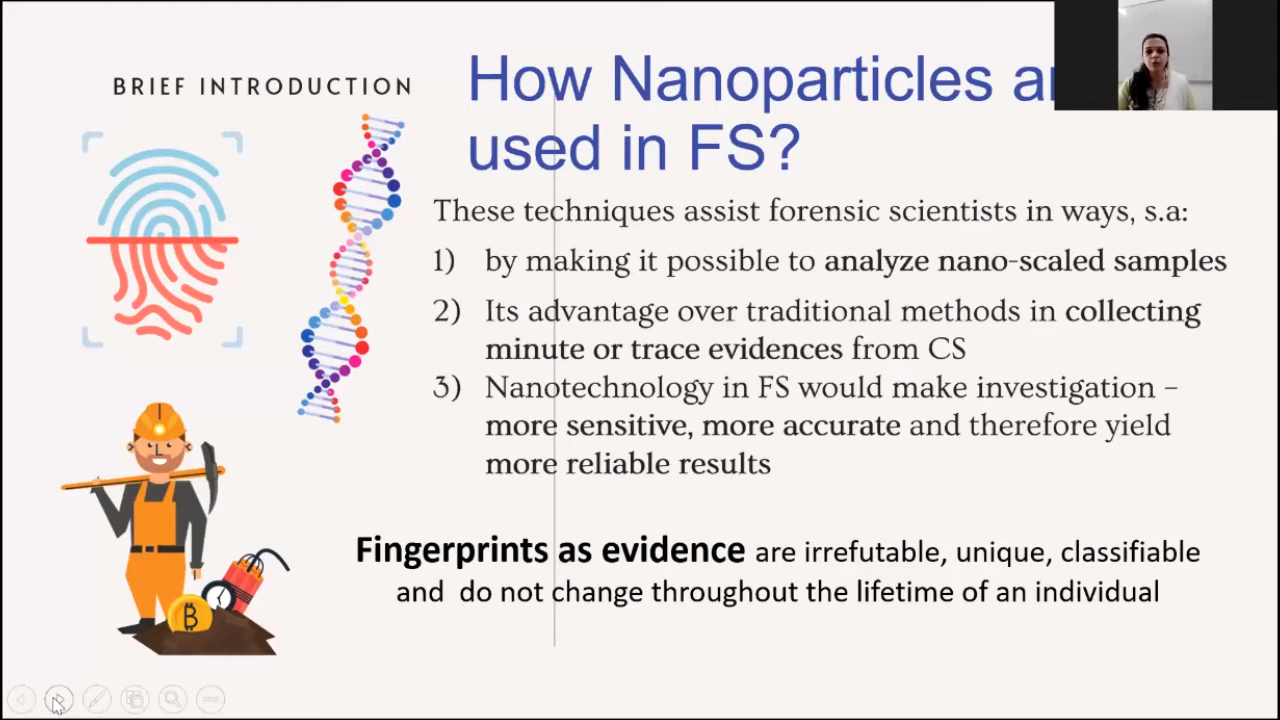 BRIEF INTRODUCTION
How Nanoparticles
used in FS?
These techniques assist forensic scientists in ways, s.a:
1) by making it possible to analyze nano-scaled samples
2) Its advantage over traditional methods in collecting
minute or trace evidences from CS
3) Nanotechnology in FS would make investigation –
more sensitive, more accurate and therefore yield
more reliable results
Fingerprints as evidence are irrefutable, unique, classifiable
and do not change throughout the lifetime of an individual